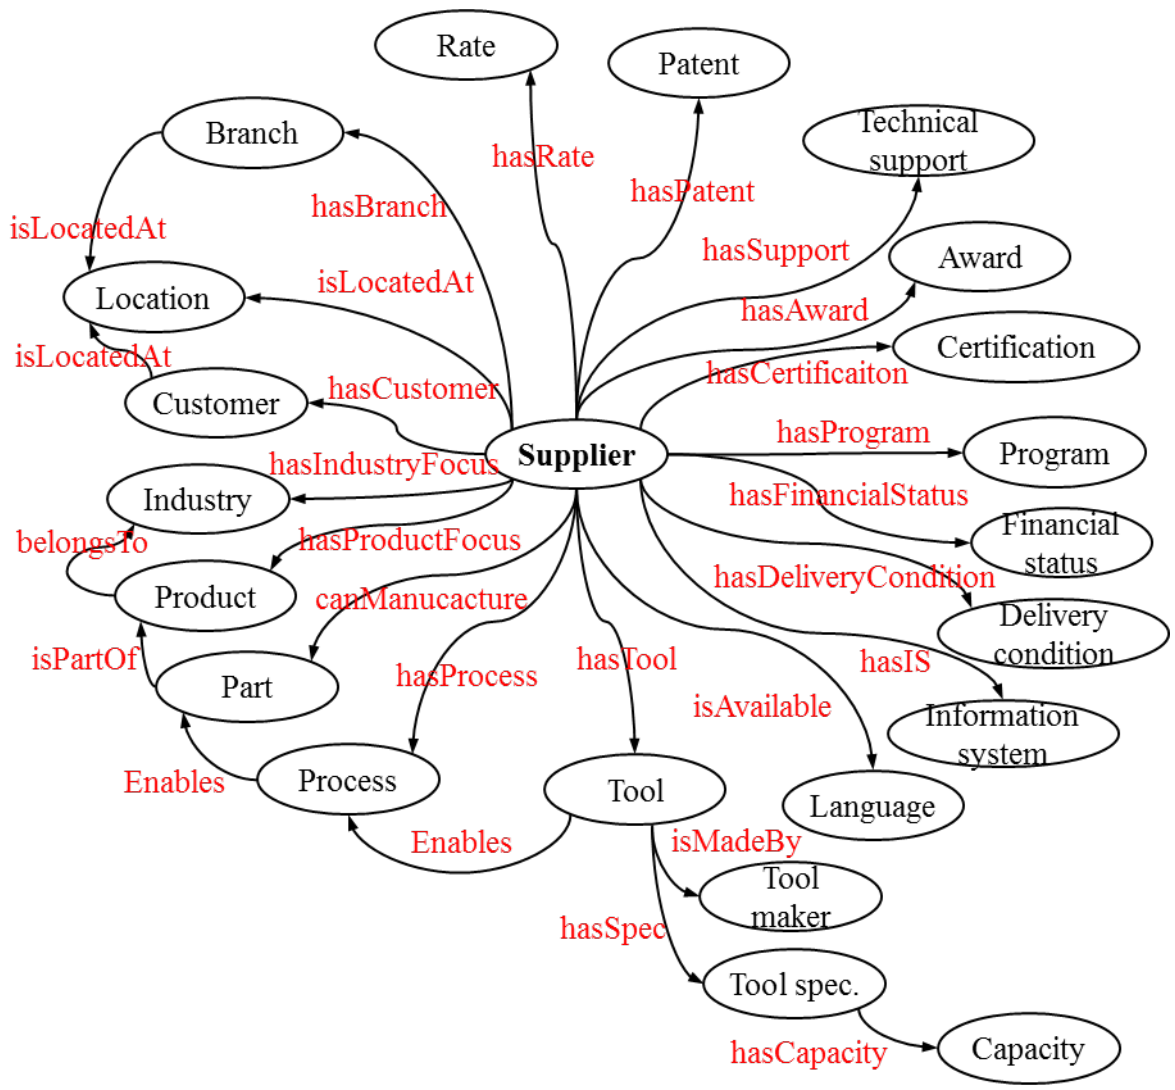 Rate
Patent
Technical
support
Branch
hasRate
hasPatent
hasBranch
isLocatedAt
hasSupport
Award
Location
isLocatedAt
hasAward
isLocatedAt
Certification
hasCertificaiton
Customer
hasCustomer
hasProgram
Program
Supplier
hasIndustryFocus
Industry
hasFinancialStatus
Financial
status
belongsTo
hasProductFocus
Product
canManucacture
hasDeliveryCondition
Delivery
condition
isPartOf
Part
hasProcess
hasTool
hasIS
isAvailable
Information
system
Enables
Process
Tool
Language
Enables
isMadeBy
Tool
maker
hasSpec
Tool spec.
hasCapacity
Capacity